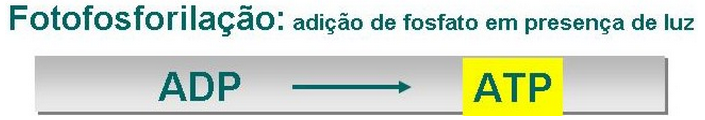 Fotofosforilação: adição de fosfato em presença de luz
ADP ATP